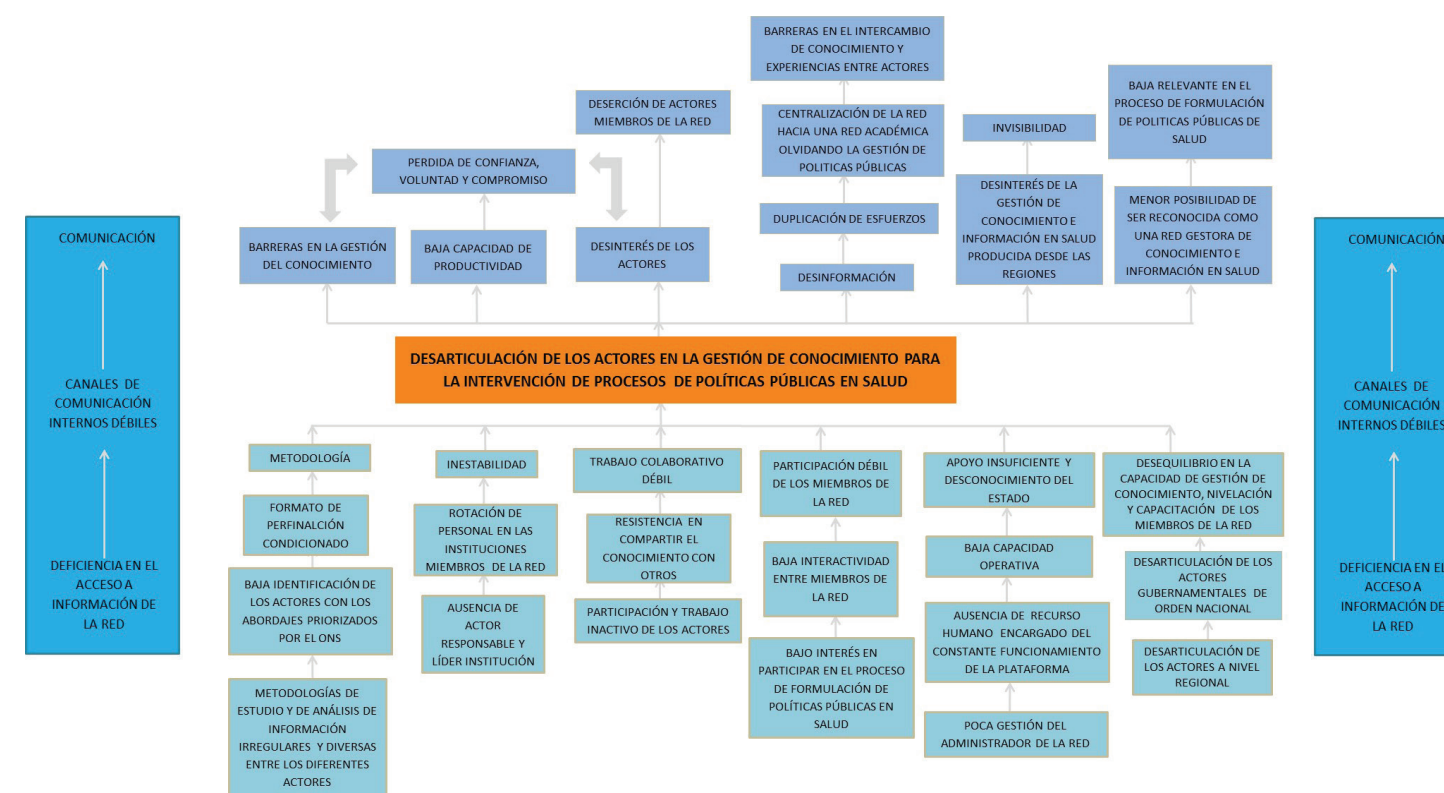 BARRERAS EN EL INTERCAMBIO
DE CONOCIMIENTO Y
EXPERIENCIAS ENTRE ACTORES
BAJA RELEVANTE EN EL
PROCESO DE FORMULACIÓN
DE POLITICAS PÚBLICAS DE
SALUD
DESERCIÓN DE ACTORES
MIEMBROS DE LA RED
CENTRALIZACIÓN DE LA RED
HACIA UNA RED ACADÉMICA
OLVIDANDO LA GESTIÓN DE
POLITICAS PÚBLICAS
INVISIBILIDAD
PERDIDA DE CONFIANZA,
VOLUNTAD Y COMPROMISO
DESINTERÉS DE LA
GESTIÓN DE
CONOCIMIENTO E
INFORMACIÓN EN SALUD
PRODUCIDA DESDE LAS
REGIONES
MENOR POSIBILIDAD DE
SER RECONOCIDA COMO
UNA RED GESTORA DE
CONOCIMIENTO E
INFORMACIÓN EN SALUD
DUPLICACIÓN DE ESFUERZOS
BARRERAS EN LA GESTIÓN
DEL CONOCIMIENTO
BAJA CAPACIDAD DE
PRODUCTIVIDAD
DESINTERÉS DE LOS
ACTORES
DESINFORMACIÓN
COMUNICACIÓN
CANALES DE
COMUNICACIÓN
INTERNOS DÉBILES
DEFICIENCIA EN EL
ACCESO A
INFORMACIÓN DE
LA RED
DESARTICULACIÓN DE LOS ACTORES EN LA GESTIÓN DE CONOCIMIENTO PARA
LA INTERVENCIÓN DE PROCESOS DE POLÍTICAS PÚBLICAS EN SALUD
METODOLOGÍA
FORMATO DE
PERFINALCIÓN
CONDICIONADO
BAJA IDENTIFICACIÓN DE
LOS ACTORES CON LOS
ABORDAJES PRIORIZADOS
POR EL ONS
METODOLOGÍAS DE
ESTUDIO Y DE ANÁLISIS DE
INFORMACIÓN
IRREGULARES Y DIVERSAS
ENTRE LOS DIFERENTES
ACTORES
INESTABILIDAD
ROTACIÓN DE
PERSONAL EN LAS
INSTITUCIONES
MIEMBROS DE LA RED
AUSENCIA DE
ACTOR
RESPONSABLE Y
LÍDER INSTITUCIÓN
TRABAJO COLABORATIVO
DÉBIL
RESISTENCIA EN
COMPARTIR EL
CONOCIMIENTO CON
OTROS
PARTICIPACIÓN Y TRABAJO
INACTIVO DE LOS ACTORES
PARTICIPACIÓN DÉBIL
DE LOS MIEMBROS DE
LA RED
BAJA INTERACTIVIDAD
ENTRE MIEMBROS DE
LA RED
BAJO INTERÉS EN
PARTICIPAR EN EL PROCESO
DE FORMULACIÓN DE
POLÍTICAS PÚBLICAS EN
SALUD
APOYO INSUFICIENTE Y
DESCONOCIMIENTO DEL
ESTADO
BAJA CAPACIDAD
OPERATIVA
AUSENCIA DE RECURSO
HUMANO ENCARGADO DEL
CONSTANTE FUNCIONAMIENTO
DE LA PLATAFORMA
POCA GESTIÓN DEL
ADMINISTRADOR DE LA RED
DESEQUILIBRIO EN LA
CAPACIDAD DE GESTIÓN DE
CONOCIMIENTO, NIVELACIÓN
Y CAPACITACIÓN DE LOS
MIEMBROS DE LA RED
DESARTICULACIÓN DE LOS
ACTORES
GUBERNAMENTALES DE
ORDEN NACIONAL
DESARTICULACIÓN DE
LOS ACTORES A NIVEL
REGIONAL
COMUNICACIÓN
CANALES DE
COMUNICACIÓN
INTERNOS DÉBILES
DEFICIENCIA EN EL
ACCESO A
INFORMACIÓN DE
LA RED